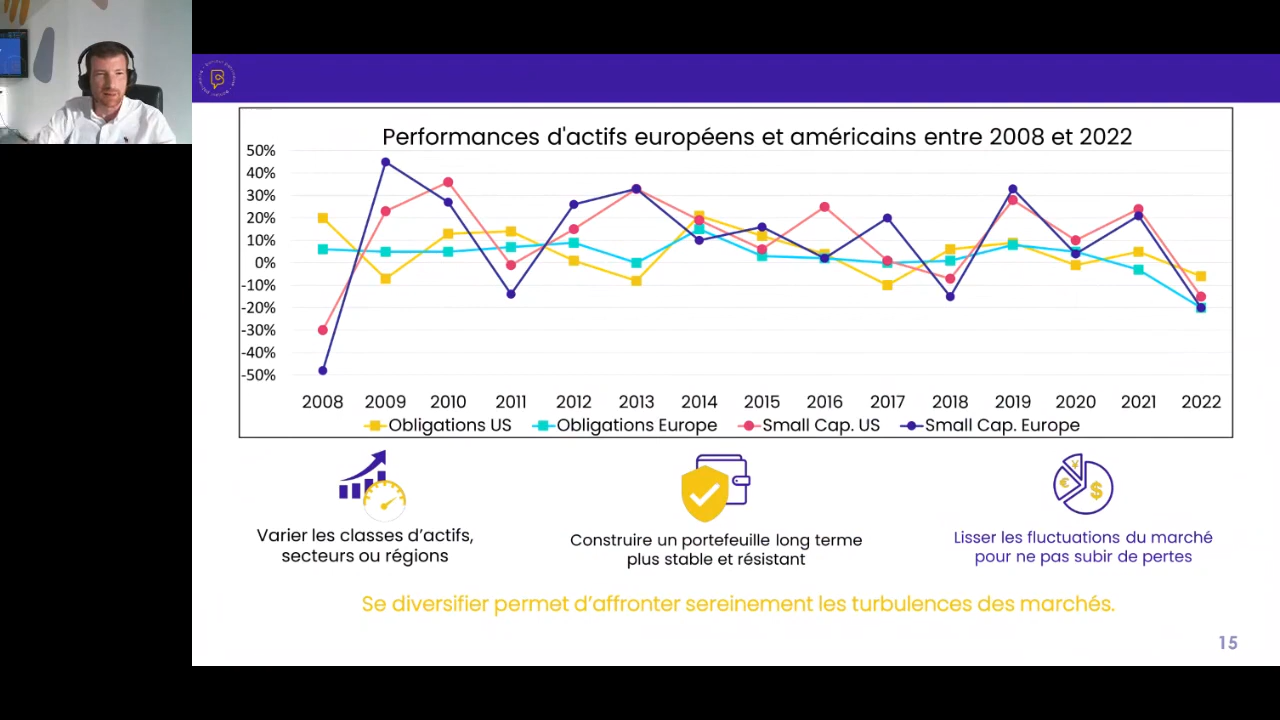 Performances d'actifs européens et américains entre 2008 et 2022
50%
40%
30%
20%
10%
0%
-10%
-20%
-30%
-40%
-50%
2008 2009 2010 2011 2012 2013 2014 2015 2016 2017 2018 2019 2020 2021 2022
Obligations US Obligations Europe Small Cap. US Small Cap. Europe
Varier les classes d'actifs,
secteurs ou régions
Construire un portefeuille long terme
plus stable et résistant
Lisser les fluctuations du marché
pour ne pas subir de pertes
Se diversifier permet d'affronter sereinement les turbulences des marchés.
15